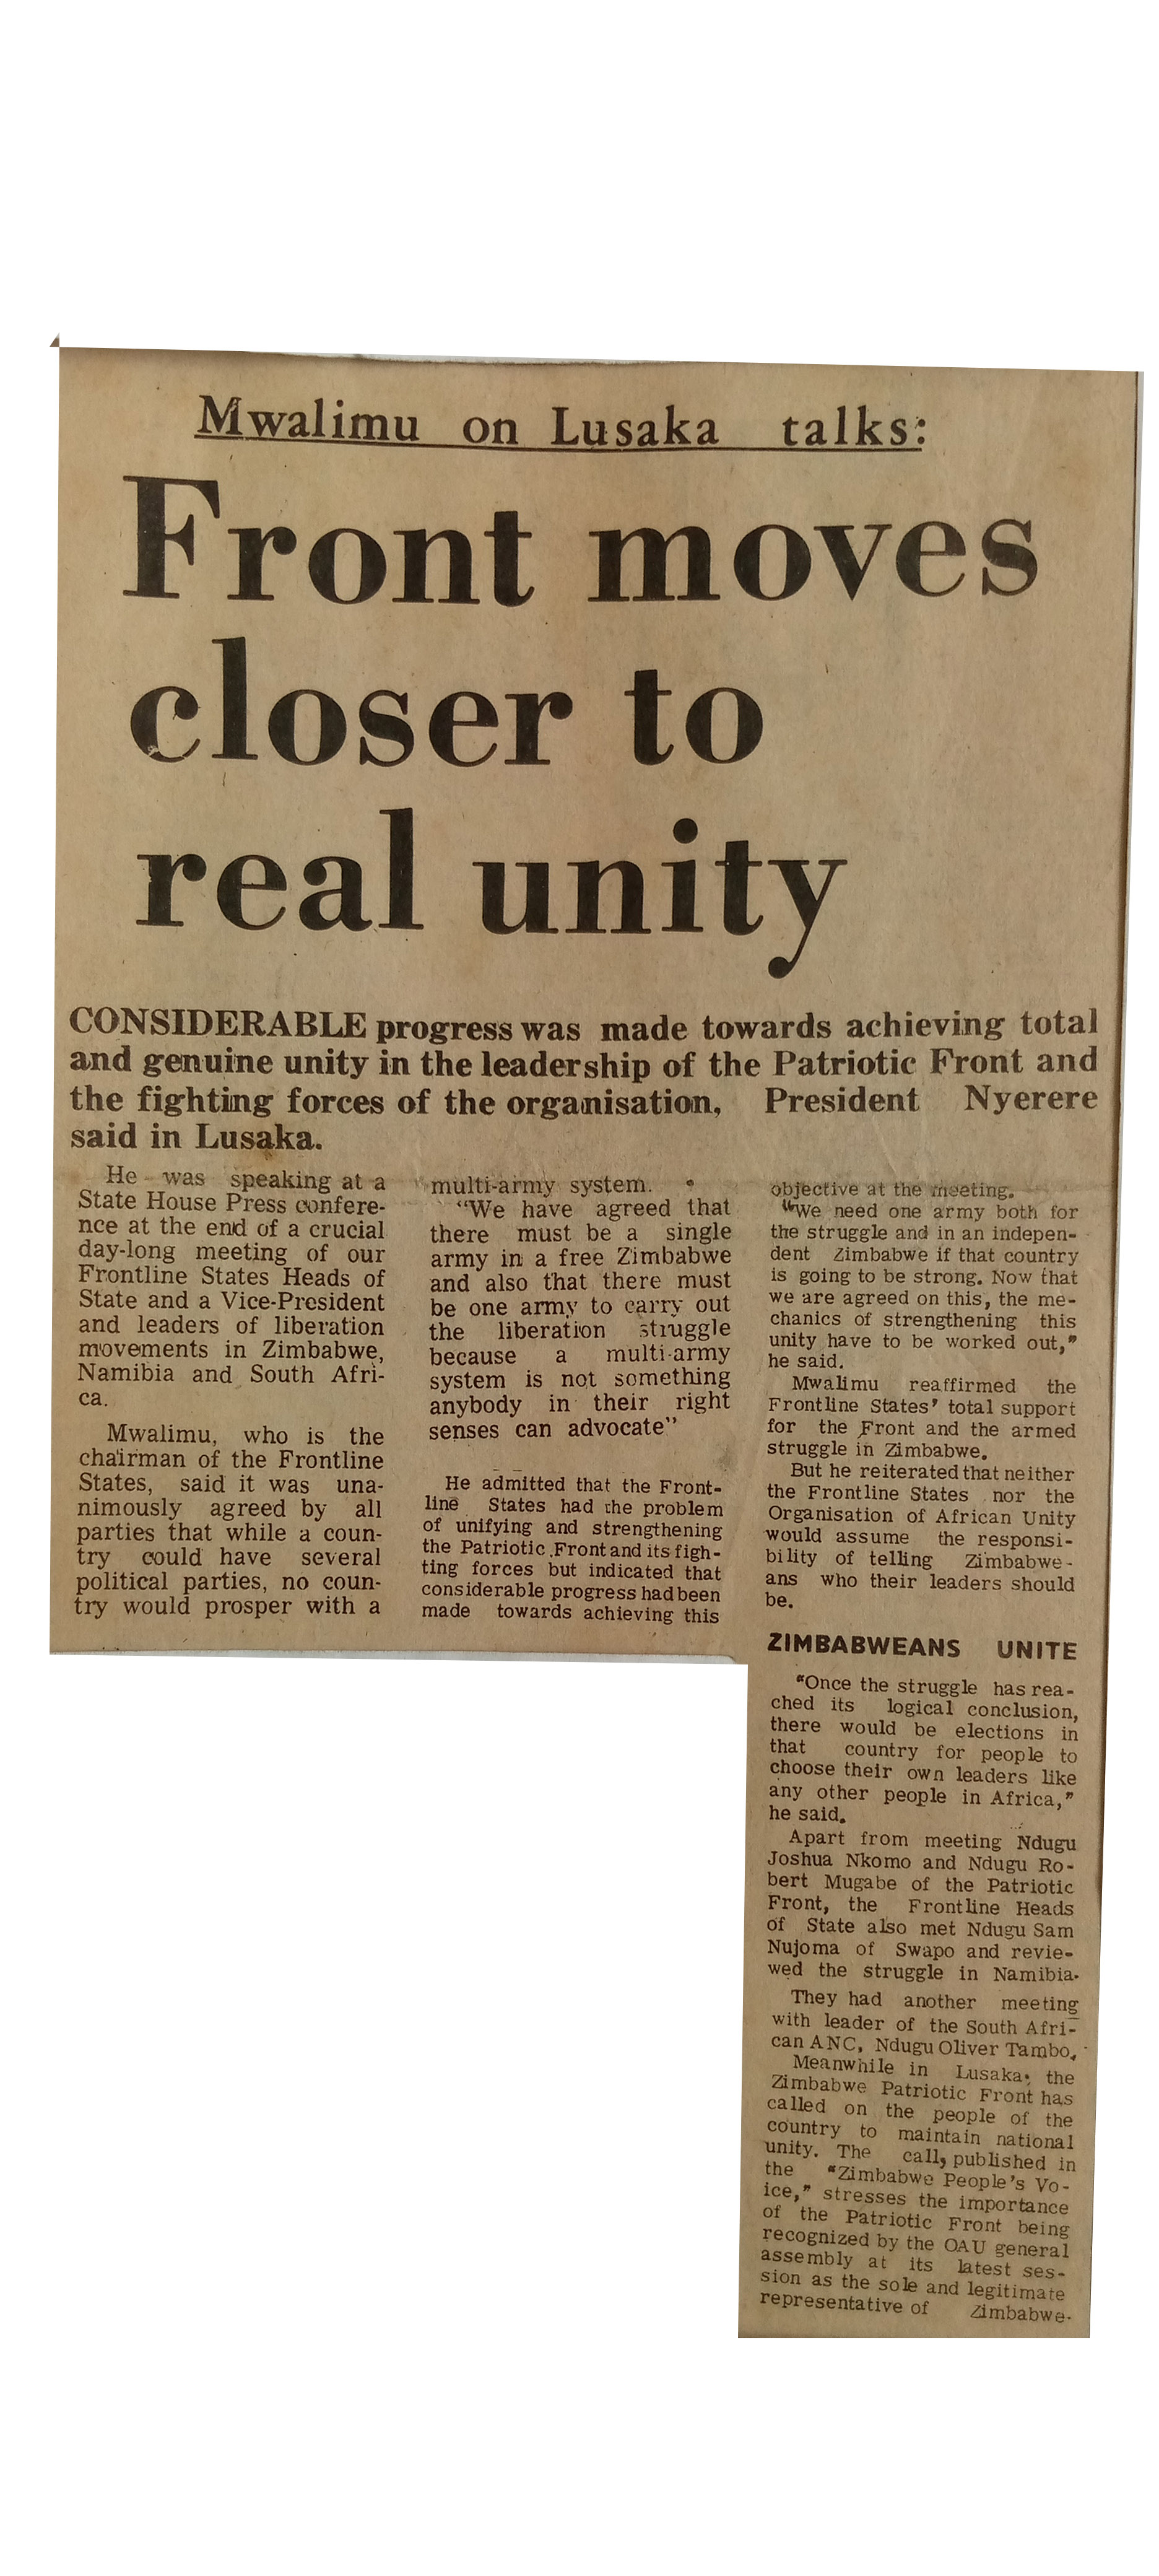 Mwalimu on Lusaka talks:
Front moves
closer to
real unity
CONSIDERABLE progress was made towards achieving total
and genuine unity in the leadership of the Patriotic Front and
the fighting forces of the organisation, President Nyerere
said in Lusaka.
He was speaking at a
State House Press confere-
nce at the end of a crucial
day-long meeting of our
Frontline States Heads of
State and a Vice-President
and leaders of liberation
movements in Zimbabwe,
Namibia and South Afri-
ca.
Mwalimu, who is the
chairman of the Frontline
States, said it was una-
nimously agreed by all
parties that while a coun-
try could have several
political parties, no coun-
try would prosper with a
multi-army system.
"We have agreed that
there must be a single
army in a free Zimbabwe
and also that there must
be one army to carry out
the liberation struggle
because a multi-army
system is not something
anybody in their right
senses can advocate"
He admitted that the Front-
line States had the problem
of unifying and strengthening
the Patriotic Front and its figh-
ting forces but indicated that
considerable progress had been
made towards achieving this
objective at the meeting.
"We need one army both for
the struggle and in an indepen-
dent Zimbabwe if that country
is going to be strong. Now that
we are agreed on this, the me-
chanics of strengthening this
unity have to be worked out,"
he said.
Mwalimu reaffirmed the
Frontline States' total support
for the Front and the armed
struggle in Zimbabwe.
But he reiterated that neither
the Frontline States nor the
Organisation of African Unity
would assume the responsi-
bility of telling Zimbabwe-
ans who their leaders should
be.
ZIMBABWEANS UNITE
"Once the struggle has rea-
ched its logical conclusion,
there would be elections in
that country for people to
choose their own leaders like
any other people in Africa,"
he said.
Apart from meeting Ndugu
Joshua Nkomo and Ndugu Ro-
bert Mugabe of the Patriotic
Front, the Frontline Heads
of State also met Ndugu Sam
Nujoma of Swapo and revie-
wed the struggle in Namibia.
They had another meeting
with leader of the South Afri-
can ANC, Ndugu Oliver Tambo.
Meanwhile in Lusaka, the
Zimbabwe Patriotic Front has
called on the people of the
country to maintain national
unity. The call, published in
the "Zimbabwe People's Vo-
ice," stresses the importance
of the Patriotic Front being
recognized by the OAU general
assembly at its latest ses-
sion as the sole and legitimate
representative of Zimbabwe-